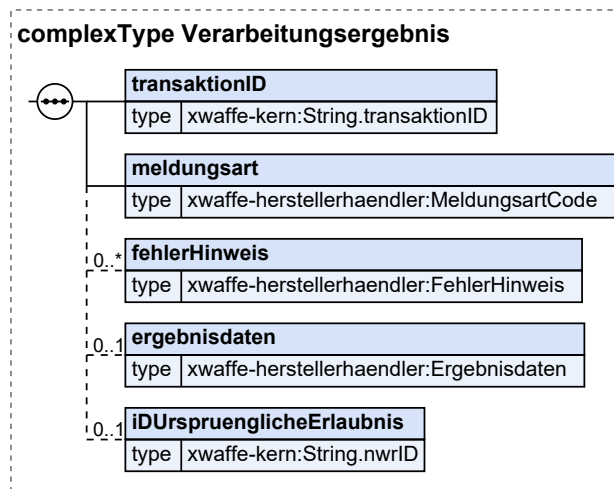 complexType Verarbeitungsergebnis
transaktionID
type xwaffe-kern:String.transaktionID
meldungsart
type xwaffe-herstellerhaendler:MeldungsartCode
0..* fehlerHinweis
type xwaffe-herstellerhaendler:FehlerHinweis
0..1 ergebnisdaten
type xwaffe-herstellerhaendler:Ergebnisdaten
0..1 iDUrspruenglicheErlaubnis
type xwaffe-kern:String.nwrID